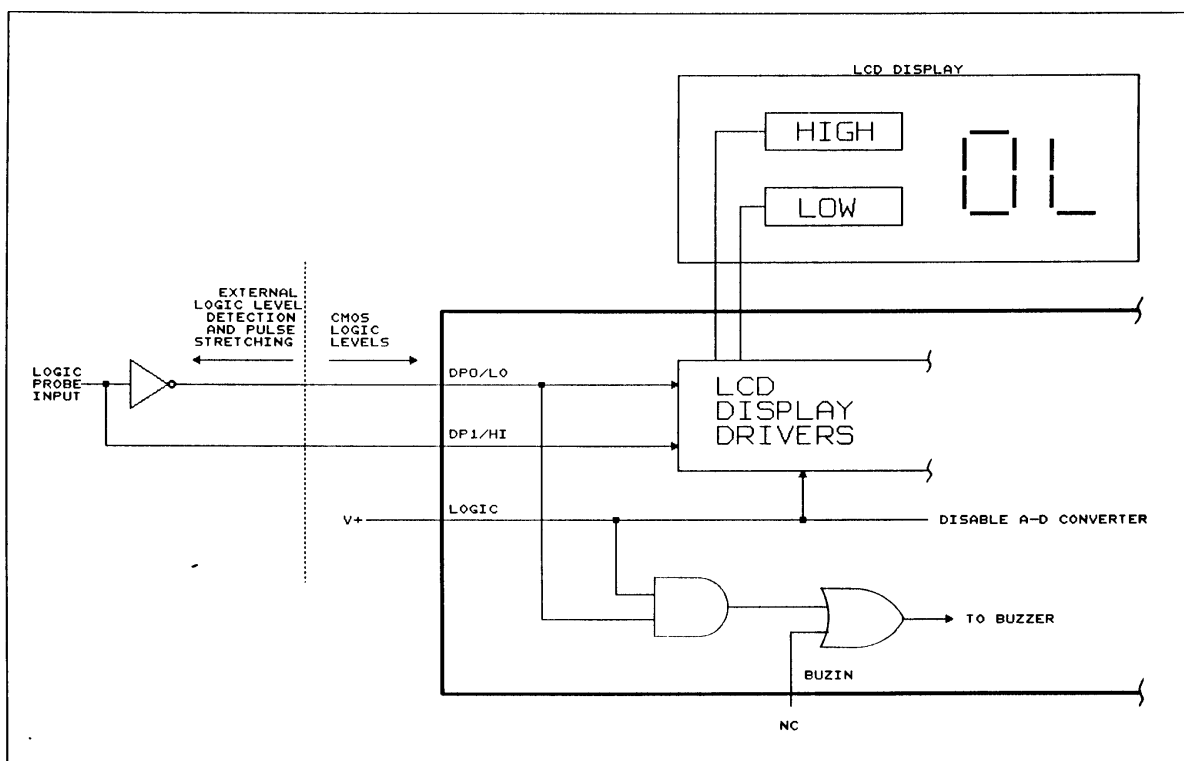 LCD DISPLAY
HIGH
LOW
OL
EXTERNAL
LOGIC LEVEL
DETECTION
AND PULSE
STRETCHING
CMOS
LOGIC
LEVELS
LOGIC
PROBE
INPUT
DP0/LO
DP1/HI
LCD
DISPLAY
DRIVERS
V+
LOGIC
DISABLE A-D CONVERTER
TO BUZZER
BUZIN
NC